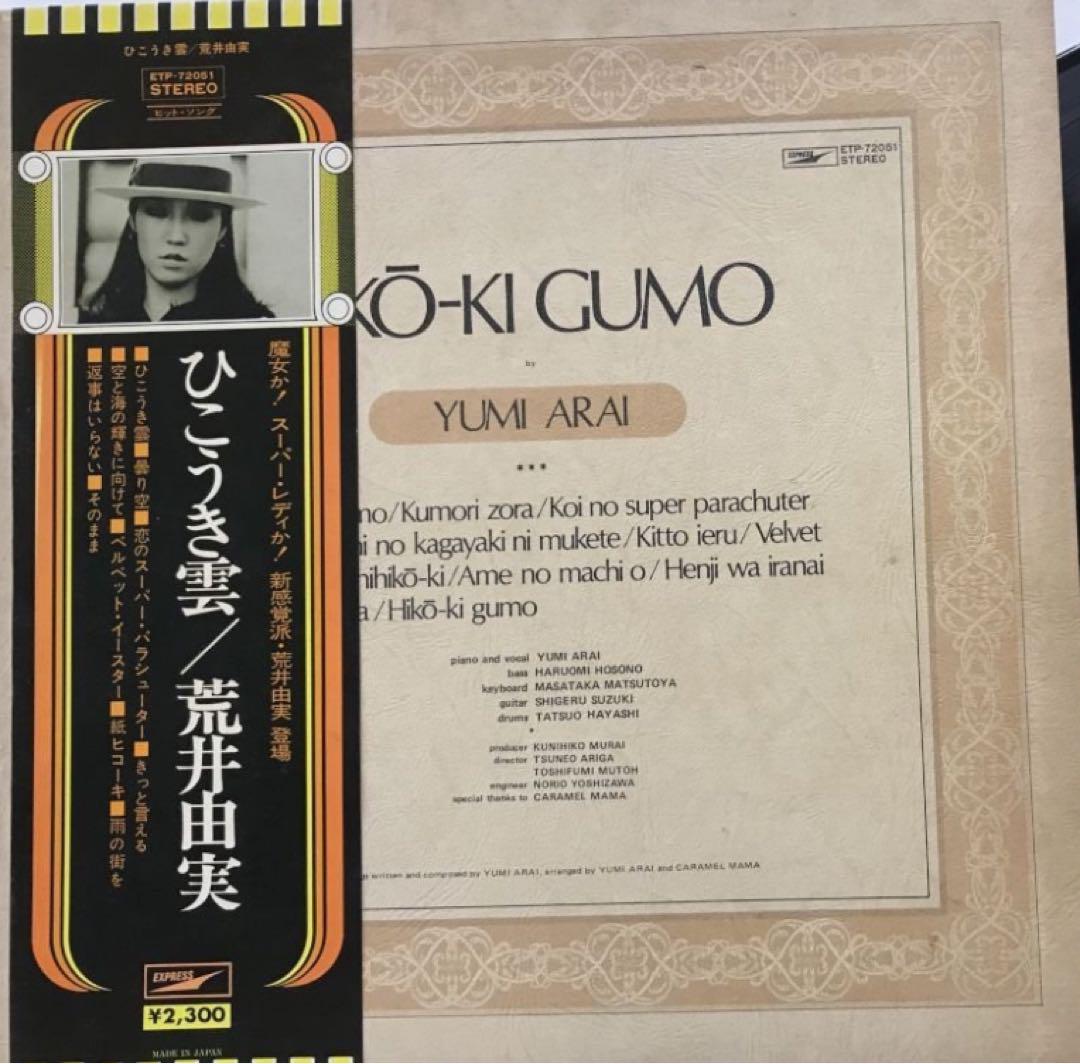 ひこうき雲／荒井由実
ETP-72051
STEREO
ヒット・ソング
魔女か！スーパー・レディか！新感覚派・荒井由実 登場
ひこうき雲／荒井由実
■ひこうき雲■曇り空■恋のスーパー・パラシューター■きっと言える
■空と海の輝きに向けて■ベルベット・イースター■紙ヒコーキ■雨の街を
■返事はいらない■そのまま
EXPRESS
¥2,300
MADE IN JAPAN
EXPRESS
ETP-72051
STEREO
KŌ-KI GUMO
by
YUMI ARAI
***
mo/Kumori zora/Koi no super parachuter
ni no kagayaki ni mukete/Kitto ieru/Velvet
mihikō-ki/Ame no machi o/Henji wa iranai
a/Hikō-ki gumo
piano and vocal YUMI ARAI
bass HARUOMI HOSONO
keyboard MASATAKA MATSUTOYA
guitar SHIGERU SUZUKI
drums TATSUO HAYASHI
producer KUNIHIKO MURAI
director TSUNEO ARIGA
TOSHIFUMI MUTOH
engineer NORIO YOSHIZAWA
special thanks to CARAMEL MAMA
written and composed by YUMI ARAI, arranged by YUMI ARAI and CARAMEL MAMA